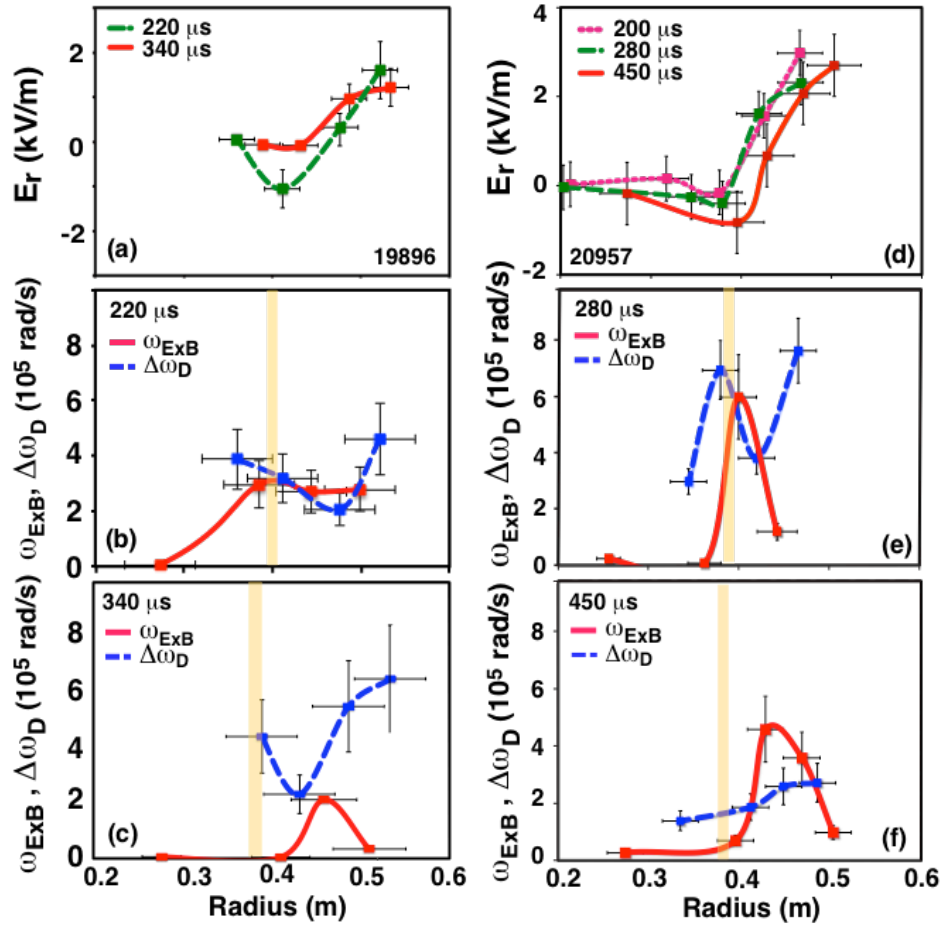 220 μs
340 μs
Er (kV/m)
2
0
-2
(a)
19896
200 μs
280 μs
450 μs
Er (kV/m)
4
2
0
-2
20957
(d)
220 μs
ωExB
ΔωD
ωExB, ΔωD (10⁵ rad/s)
8
6
4
2
0
(b)
280 μs
ωExB
ΔωD
ωExB, ΔωD (10⁵ rad/s)
8
6
4
2
0
(e)
340 μs
ωExB
ΔωD
ωExB , ΔωD (10⁵ rad/s)
8
6
4
2
0
(c)
0.2 0.3 0.4 0.5 0.6
Radius (m)
450 μs
ωExB
ΔωD
ωExB , ΔωD (10⁵ rad/s)
8
6
4
2
0
(f)
0.2 0.3 0.4 0.5 0.6
Radius (m)